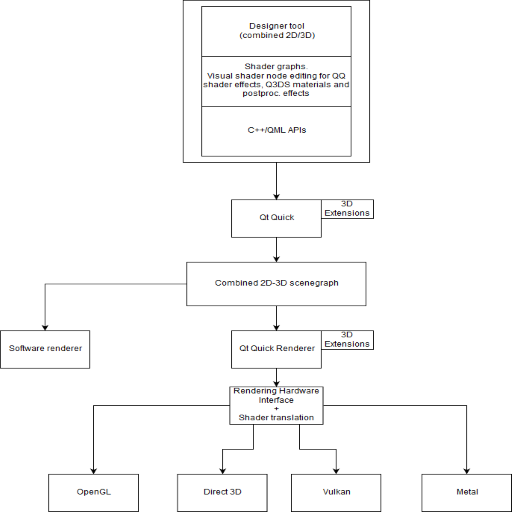 Designer tool
(combined 2D/3D)
Shader graphs.
Visual shader node editing for QQ
shader effects, Q3DS materials and
postproc. effects
C++/QML APIs
Qt Quick
3D
Extensions
Combined 2D-3D scenegraph
Software renderer
Qt Quick Renderer
3D
Extensions
Rendering Hardware
Interface
+
Shader translation
OpenGL
Direct 3D
Vulkan
Metal